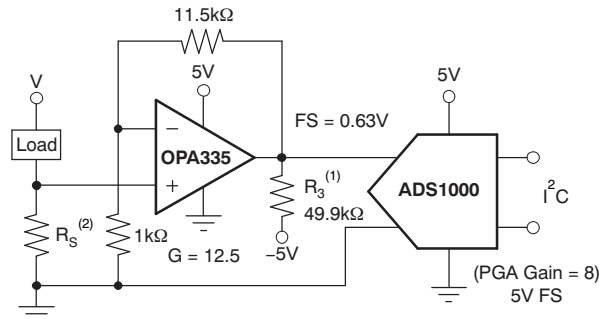 11.5kΩ
V
5V
5V
Load
−
OPA335
+
FS = 0.63V
R3(1)
49.9kΩ
−5V
ADS1000
I2C
RS(2)
1kΩ
G = 12.5
(PGA Gain = 8)
5V FS